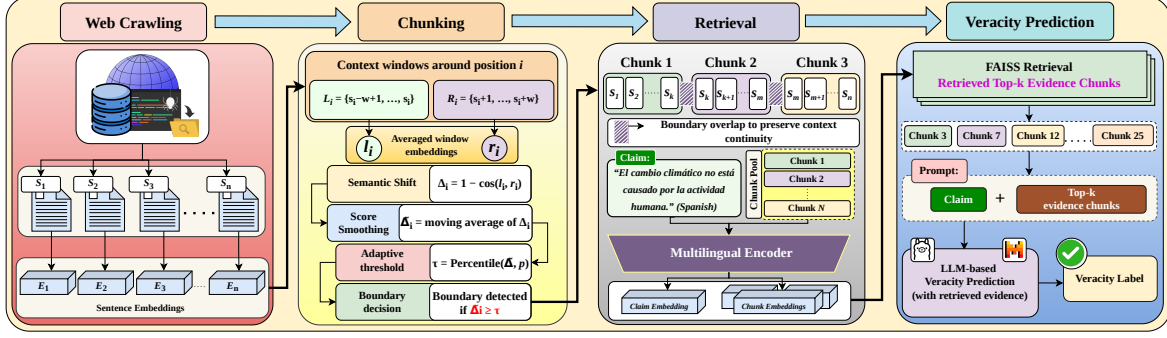 Web Crawling
Chunking
Retrieval
Veracity Prediction
S₁
S₂
S₃
Sₙ
E₁
E₂
E₃
Eₙ
Sentence Embeddings
Context windows around position i
Lᵢ = {sᵢ−w+1, …, sᵢ}
Rᵢ = {sᵢ+1, …, sᵢ+w}
lᵢ
Averaged window
embeddings
rᵢ
Semantic Shift
Δᵢ = 1 − cos(lᵢ, rᵢ)
Score
Smoothing
Δ̄ᵢ = moving average of Δᵢ
Adaptive
threshold
τ = Percentile(Δ̄, p)
Boundary
decision
Boundary detected
if Δ̄i ≥ τ
Chunk 1
Chunk 2
Chunk 3
S₁ S₂ ...... Sₖ
Sₖ Sₖ₊₁ ...... Sₘ
Sₘ Sₘ₊₁ ...... Sₙ
Boundary overlap to preserve context
continuity
Claim:
“El cambio climático no está
causado por la actividad
humana.” (Spanish)
Chunk Pool
Chunk 1
Chunk 2
Chunk N
Multilingual Encoder
Claim Embedding
Chunk Embeddings
FAISS Retrieval
Retrieved Top-k Evidence Chunks
Chunk 3
Chunk 7
Chunk 12
......
Chunk 25
Prompt:
Claim
+
Top-k
evidence chunks
LLM-based
Veracity Prediction
(with retrieved evidence)
Veracity Label